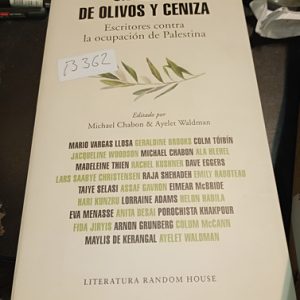 DE OLIVOS Y CENIZA
Escritores contra
la ocupación de Palestina
B362
Editado por
Michael Chabon & Ayelet Waldman
MARIO VARGAS LLOSA GERALDINE BROOKS COLM TÓIBÍN
JACQUELINE WOODSON MICHAEL CHABON ALA HLEHEL
MADELEINE THIEN RACHEL KUSHNER DAVE EGGERS
LARS SAABYE CHRISTENSEN RAJA SHEHADEH EMILY RABOTEAU
TAIYE SELASI ASSAF GAVRON EIMEAR McBRIDE
HARI KUNZRU LORRAINE ADAMS HELON HABILA
EVA MENASSE ANITA DESAI POROCHISTA KHAKPOUR
FIDA JIRYIS ARNON GRUNBERG COLUM McCANN
MAYLIS DE KERANGAL AYELET WALDMAN
LITERATURA RANDOM HOUSE